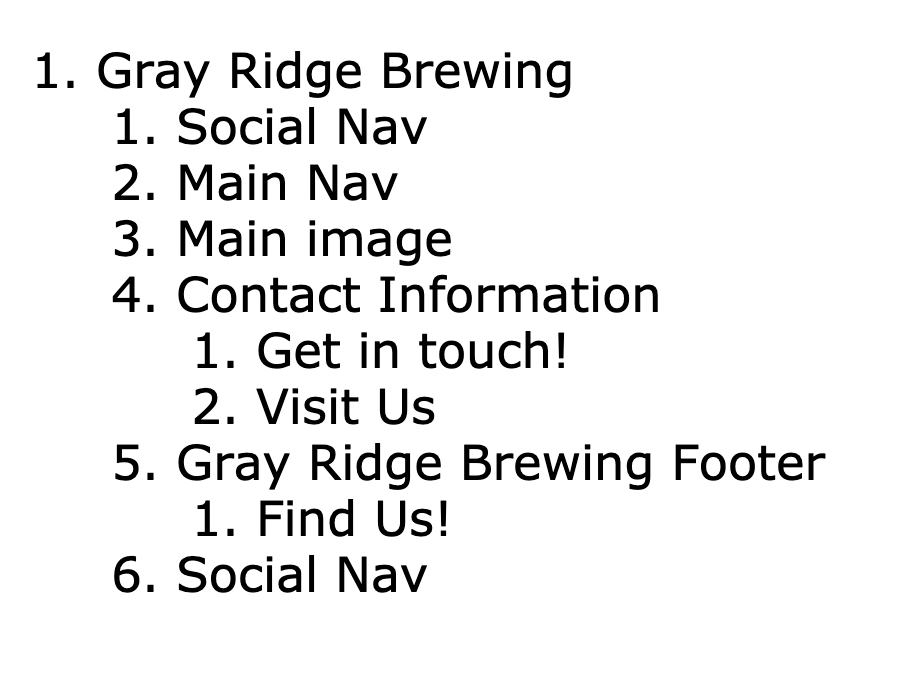 1. Gray Ridge Brewing
1. Social Nav
2. Main Nav
3. Main image
4. Contact Information
1. Get in touch!
2. Visit Us
5. Gray Ridge Brewing Footer
1. Find Us!
6. Social Nav